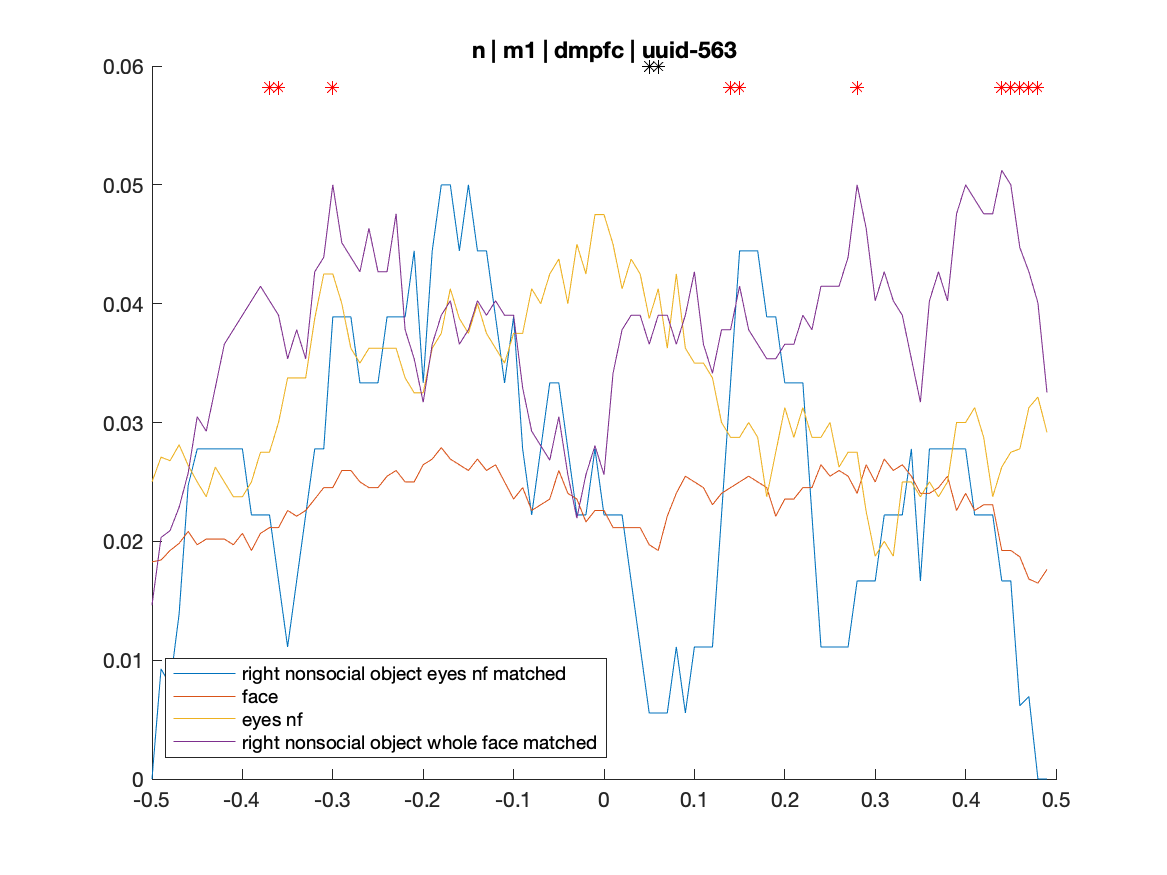 n | m1 | dmpfc | uuid-563
0.06
0.05
0.04
0.03
0.02
0.01
0
right nonsocial object eyes nf matched
face
eyes nf
right nonsocial object whole face matched
-0.5 -0.4 -0.3 -0.2 -0.1 0 0.1 0.2 0.3 0.4 0.5